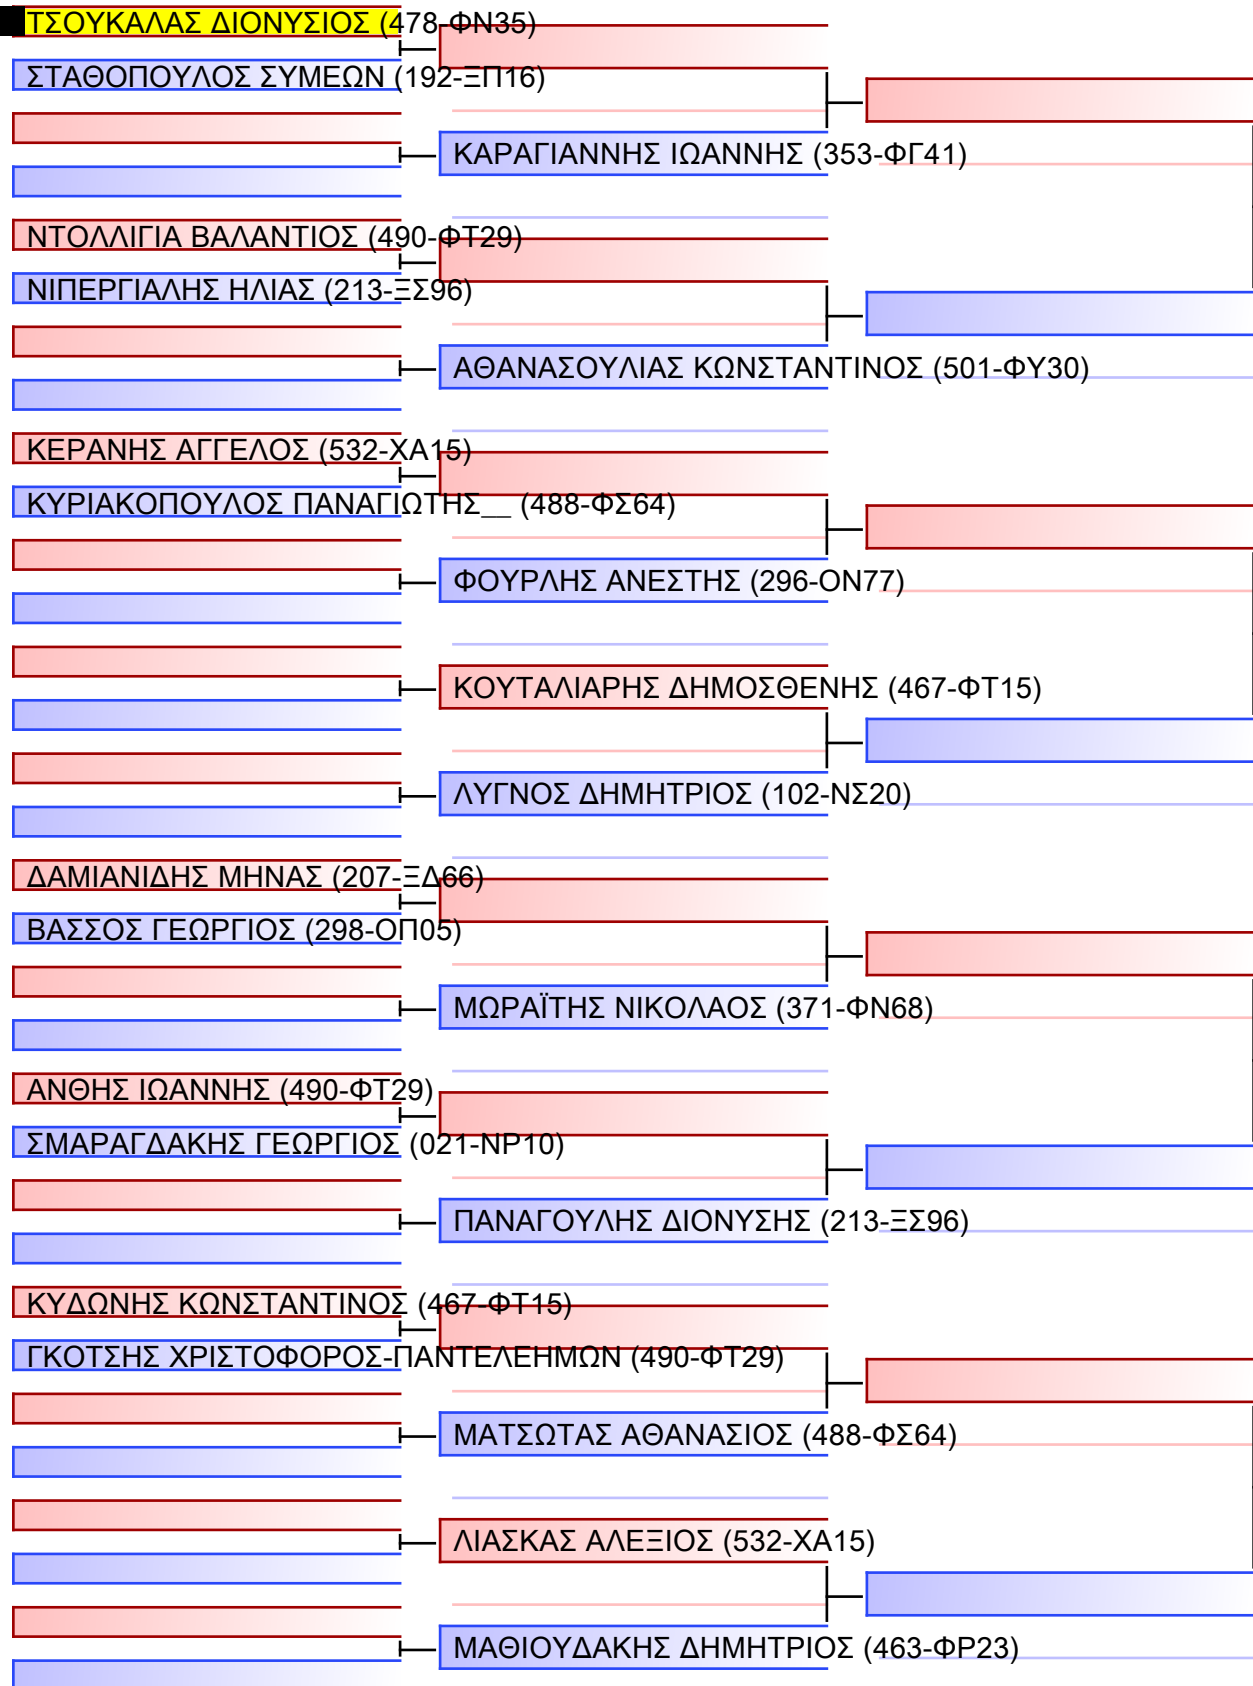 ΤΣΟΥΚΑΛΑΣ ΔΙΟΝΥΣΙΟΣ (478-ΦΝ35)
ΣΤΑΘΟΠΟΥΛΟΣ ΣΥΜΕΩΝ (192-ΞΠ16)
ΚΑΡΑΓΙΑΝΝΗΣ ΙΩΑΝΝΗΣ (353-ΦΓ41)
ΝΤΟΛΛΙΓΙΑ ΒΑΛΑΝΤΙΟΣ (490-ΦΤ29)
ΝΙΠΕΡΓΙΑΛΗΣ ΗΛΙΑΣ (213-ΞΣ96)
ΑΘΑΝΑΣΟΥΛΙΑΣ ΚΩΝΣΤΑΝΤΙΝΟΣ (501-ΦΥ30)
ΚΕΡΑΝΗΣ ΑΓΓΕΛΟΣ (532-ΧΑ15)
ΚΥΡΙΑΚΟΠΟΥΛΟΣ ΠΑΝΑΓΙΩΤΗΣ__ (488-ΦΣ64)
ΦΟΥΡΛΗΣ ΑΝΕΣΤΗΣ (296-ΟΝ77)
ΚΟΥΤΑΛΙΑΡΗΣ ΔΗΜΟΣΘΕΝΗΣ (467-ΦΤ15)
ΛΥΓΝΟΣ ΔΗΜΗΤΡΙΟΣ (102-ΝΣ20)
ΔΑΜΙΑΝΙΔΗΣ ΜΗΝΑΣ (207-ΞΔ66)
ΒΑΣΣΟΣ ΓΕΩΡΓΙΟΣ (298-ΟΠ05)
ΜΩΡΑΪΤΗΣ ΝΙΚΟΛΑΟΣ (371-ΦΝ68)
ΑΝΘΗΣ ΙΩΑΝΝΗΣ (490-ΦΤ29)
ΣΜΑΡΑΓΔΑΚΗΣ ΓΕΩΡΓΙΟΣ (021-ΝΡ10)
ΠΑΝΑΓΟΥΛΗΣ ΔΙΟΝΥΣΗΣ (213-ΞΣ96)
ΚΥΔΩΝΗΣ ΚΩΝΣΤΑΝΤΙΝΟΣ (467-ΦΤ15)
ΓΚΟΤΣΗΣ ΧΡΙΣΤΟΦΟΡΟΣ-ΠΑΝΤΕΛΕΗΜΩΝ (490-ΦΤ29)
ΜΑΤΣΩΤΑΣ ΑΘΑΝΑΣΙΟΣ (488-ΦΣ64)
ΛΙΑΣΚΑΣ ΑΛΕΞΙΟΣ (532-ΧΑ15)
ΜΑΘΙΟΥΔΑΚΗΣ ΔΗΜΗΤΡΙΟΣ (463-ΦΡ23)